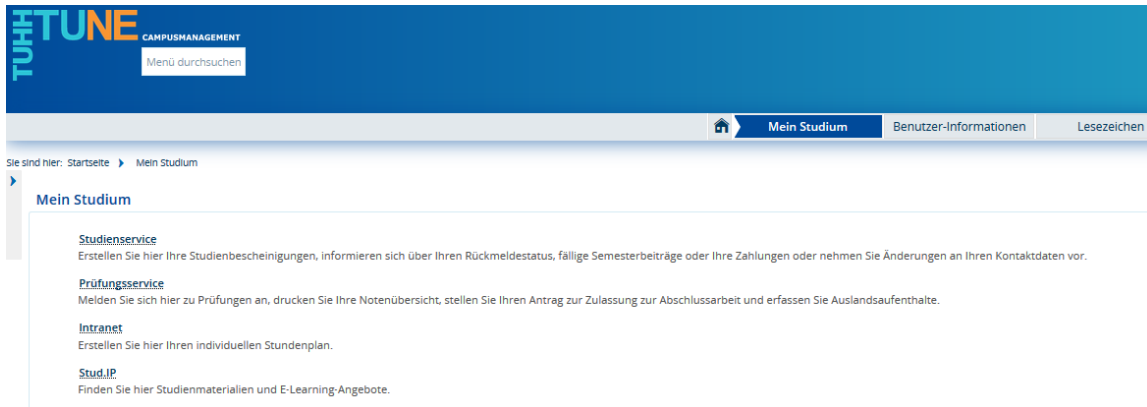 TUHH
TUNE CAMPUSMANAGEMENT
Menü durchsuchen
Mein Studium Benutzer-Informationen Lesezeichen
Sie sind hier: Startseite Mein Studium
Mein Studium
Studienservice
Erstellen Sie hier Ihre Studienbescheinigungen, informieren sich über Ihren Rückmeldestatus, fällige Semesterbeiträge oder Ihre Zahlungen oder nehmen Sie Änderungen an Ihren Kontaktdaten vor.
Prüfungsservice
Melden Sie sich hier zu Prüfungen an, drucken Sie Ihre Notenübersicht, stellen Sie Ihren Antrag zur Zulassung zur Abschlussarbeit und erfassen Sie Auslandsaufenthalte.
Intranet
Erstellen Sie hier Ihren individuellen Stundenplan.
Stud.IP
Finden Sie hier Studienmaterialien und E-Learning-Angebote.